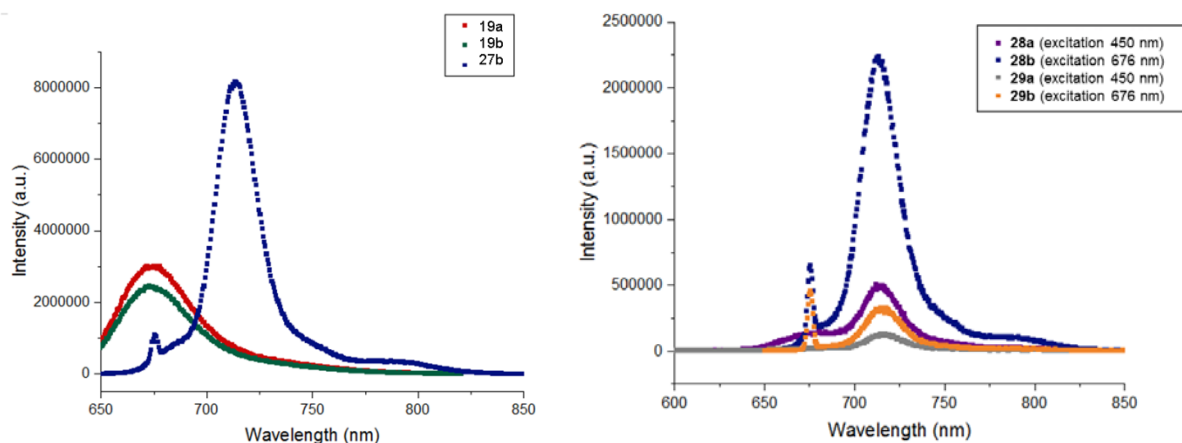 19a
19b
27b
8000000
6000000
4000000
2000000
0
Intensity (a.u.)
650 700 750 800 850
Wavelength (nm)
28a (excitation 450 nm)
28b (excitation 676 nm)
29a (excitation 450 nm)
29b (excitation 676 nm)
2500000
2000000
1500000
1000000
500000
0
Intensity (a.u.)
600 650 700 750 800 850
Wavelength (nm)